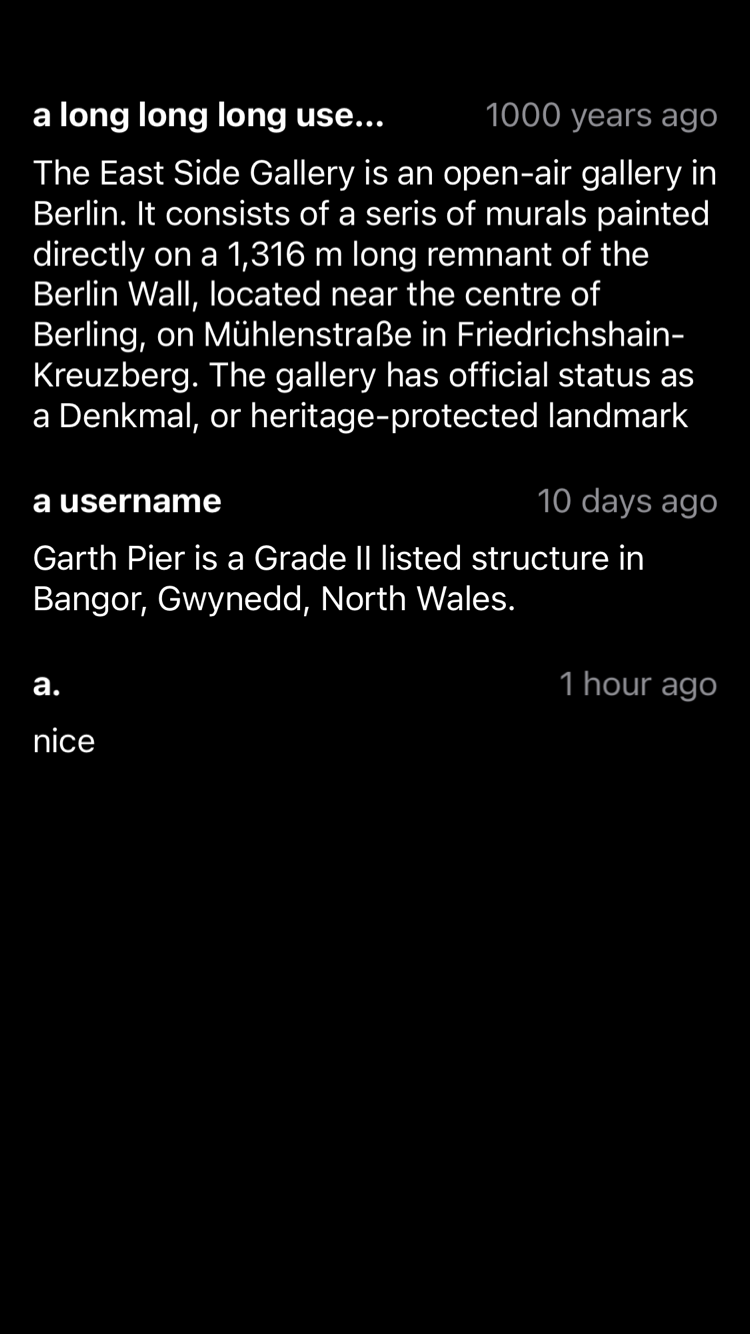 a long long long use... 1000 years ago
The East Side Gallery is an open-air gallery in
Berlin. It consists of a seris of murals painted
directly on a 1,316 m long remnant of the
Berlin Wall, located near the centre of
Berling, on Mühlenstraße in Friedrichshain-
Kreuzberg. The gallery has official status as
a Denkmal, or heritage-protected landmark
a username 10 days ago
Garth Pier is a Grade II listed structure in
Bangor, Gwynedd, North Wales.
a. 1 hour ago
nice